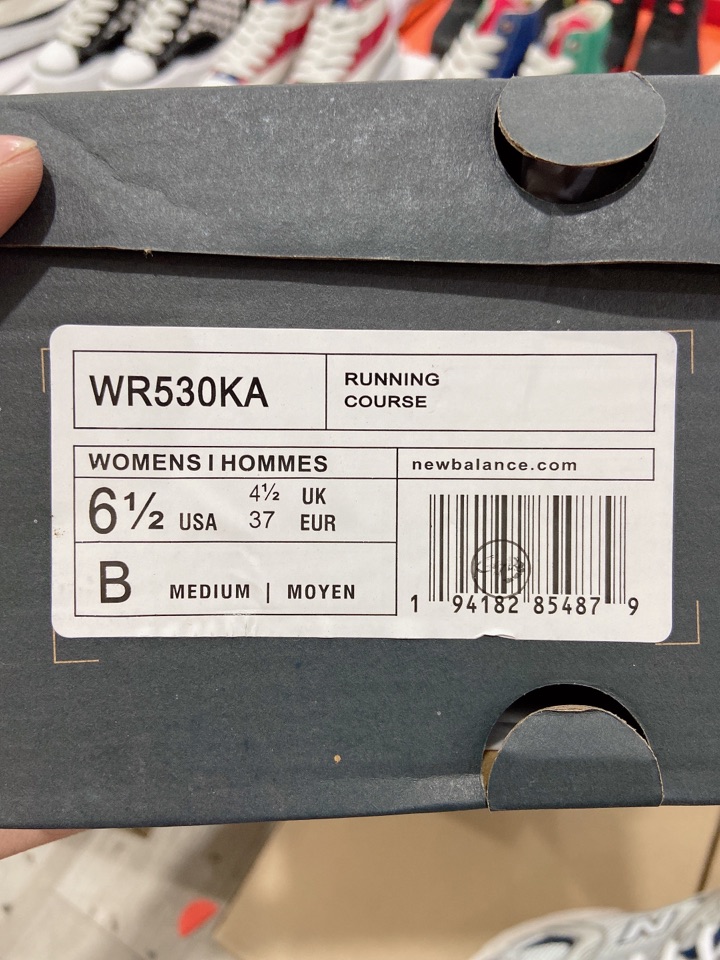 WR530KA
RUNNING
COURSE
WOMENS | HOMMES
newbalance.com
6½ USA
4½ UK
37 EUR
B MEDIUM | MOYEN
1 94182 85487 9
N